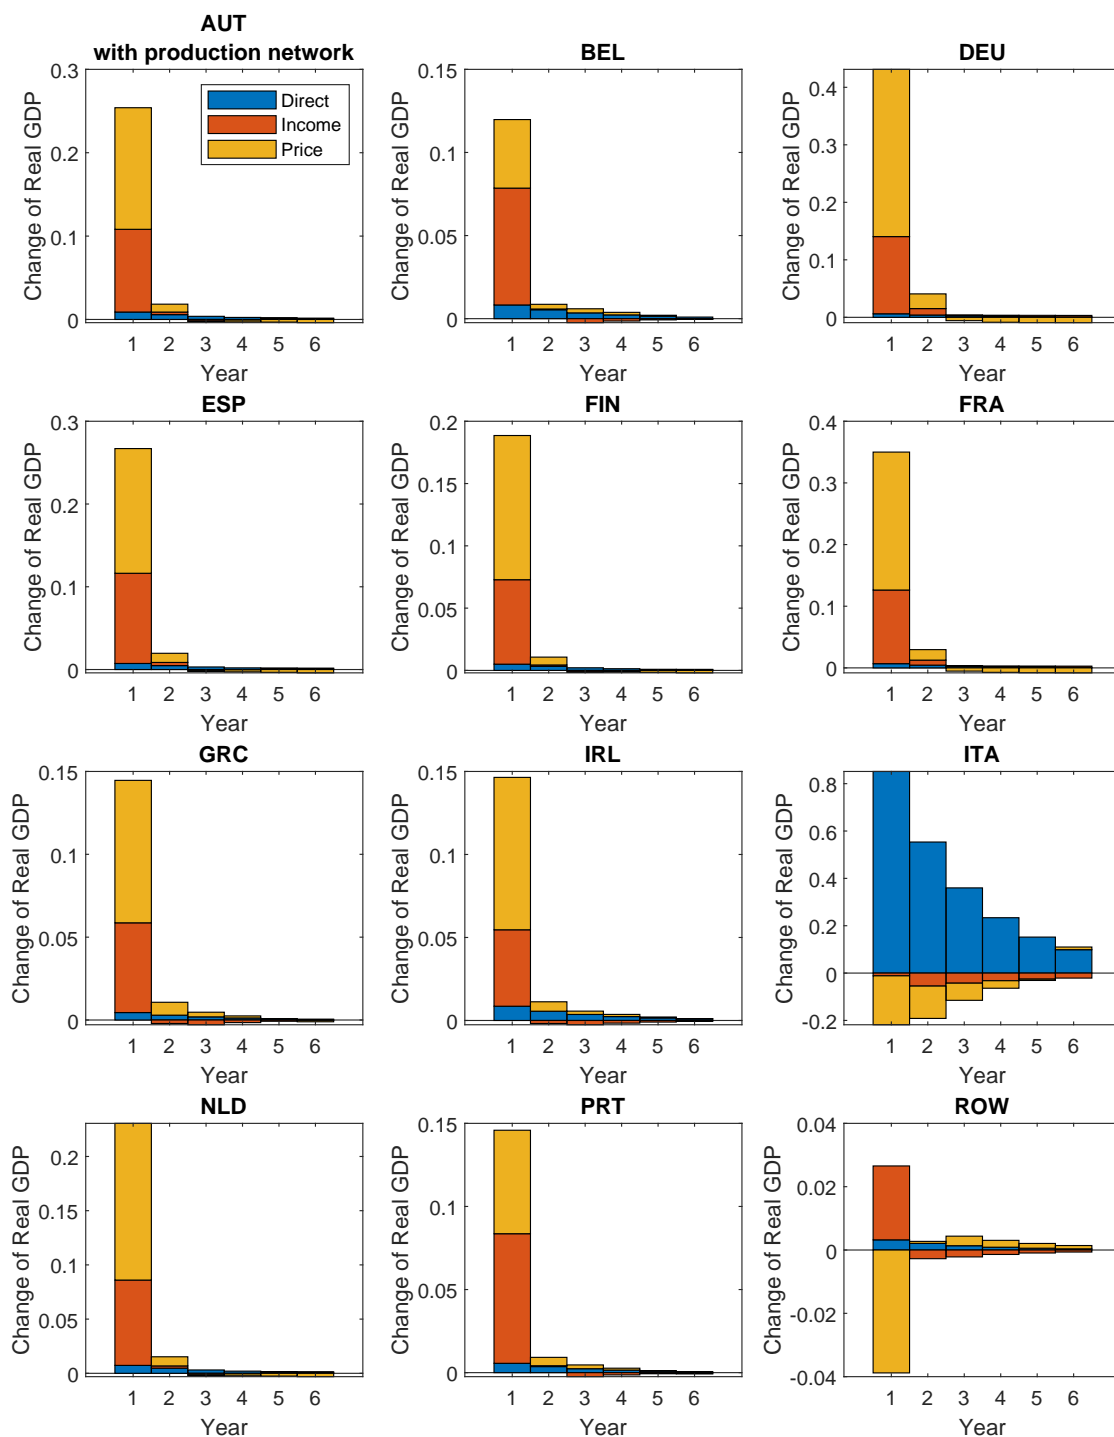 AUT
with production network
Change of Real GDP
0.3
0.2
0.1
0
Direct
Income
Price
1 2 3 4 5 6
Year
BEL
Change of Real GDP
0.15
0.1
0.05
0
1 2 3 4 5 6
Year
DEU
Change of Real GDP
0.4
0.3
0.2
0.1
0
1 2 3 4 5 6
Year
ESP
Change of Real GDP
0.3
0.2
0.1
0
1 2 3 4 5 6
Year
FIN
Change of Real GDP
0.2
0.15
0.1
0.05
0
1 2 3 4 5 6
Year
FRA
Change of Real GDP
0.4
0.3
0.2
0.1
0
1 2 3 4 5 6
Year
GRC
Change of Real GDP
0.15
0.1
0.05
0
1 2 3 4 5 6
Year
IRL
Change of Real GDP
0.15
0.1
0.05
0
1 2 3 4 5 6
Year
ITA
Change of Real GDP
0.8
0.6
0.4
0.2
0
-0.2
1 2 3 4 5 6
Year
NLD
Change of Real GDP
0.2
0.15
0.1
0.05
0
1 2 3 4 5 6
Year
PRT
Change of Real GDP
0.15
0.1
0.05
0
1 2 3 4 5 6
Year
ROW
Change of Real GDP
0.04
0.02
0
-0.02
-0.04
1 2 3 4 5 6
Year